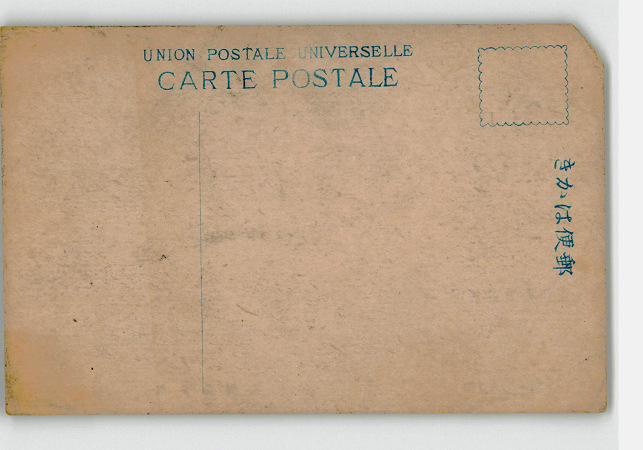 UNION POSTALE UNIVERSELLE
CARTE POSTALE
きかは便郵